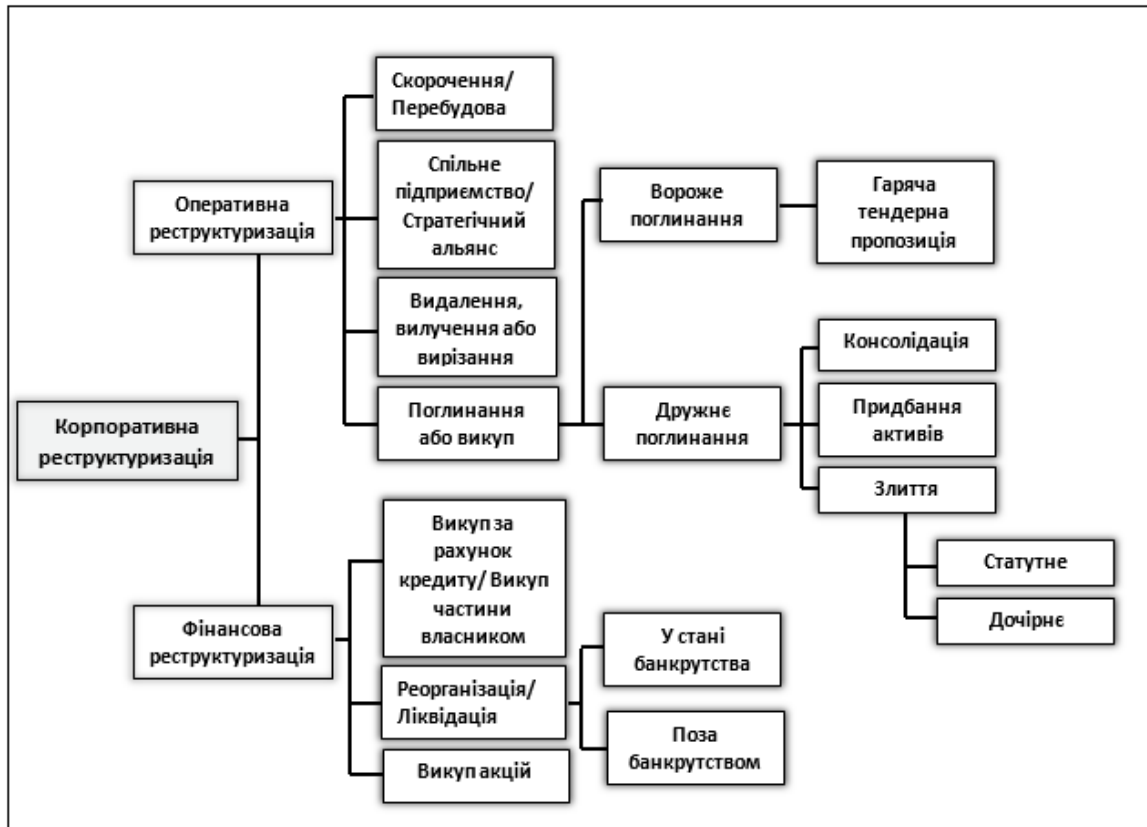 Скорочення/
Перебудова
Спільне
підприємство/
Стратегічний
альянс
Вороже
поглинання
Гаряча
тендерна
пропозиція
Оперативна
реструктуризація
Видалення,
вилучення або
вирізання
Консолідація
Поглинання
або викуп
Дружнє
поглинання
Придбання
активів
Корпоративна
реструктуризація
Злиття
Викуп за
рахунок
кредиту/ Викуп
частини
власником
Статутне
Дочірнє
Фінансова
реструктуризація
У стані
банкрутства
Реорганізація/
Ліквідація
Поза
банкрутством
Викуп акцій